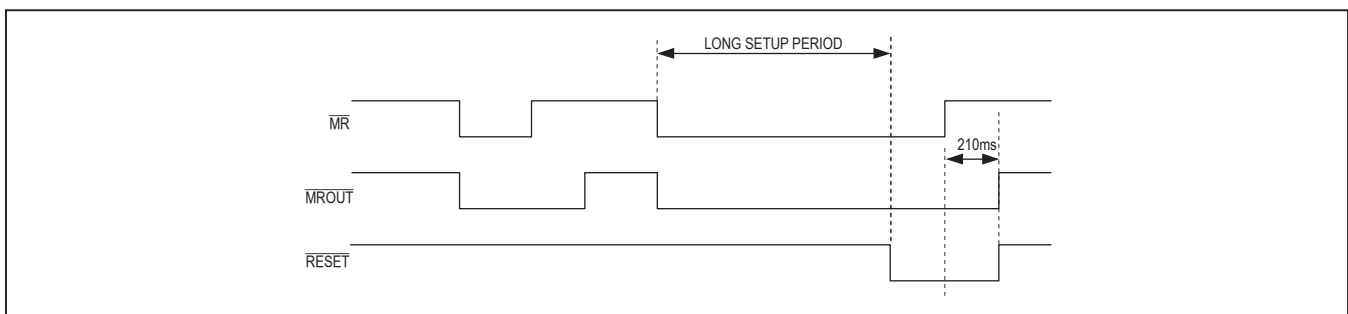 LONG SETUP PERIOD
MR
210ms
MROUT
RESET